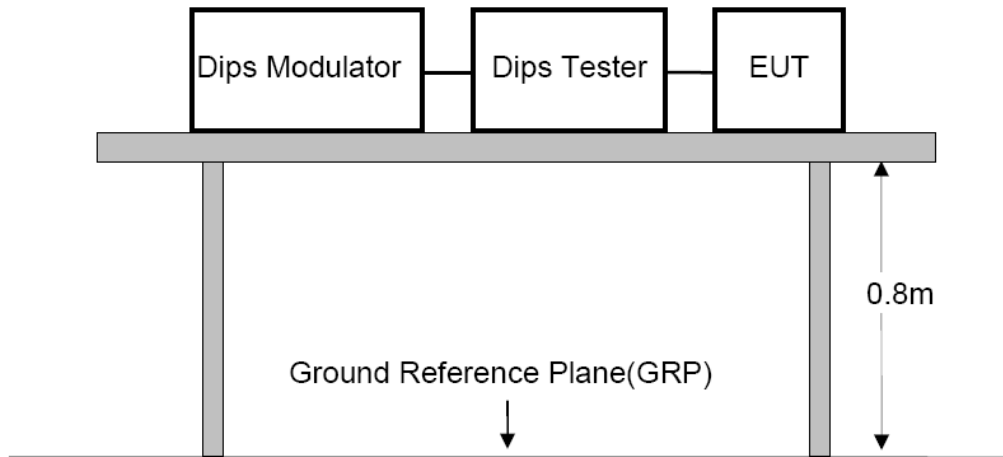 Dips Modulator
Dips Tester
EUT
0.8m
Ground Reference Plane(GRP)